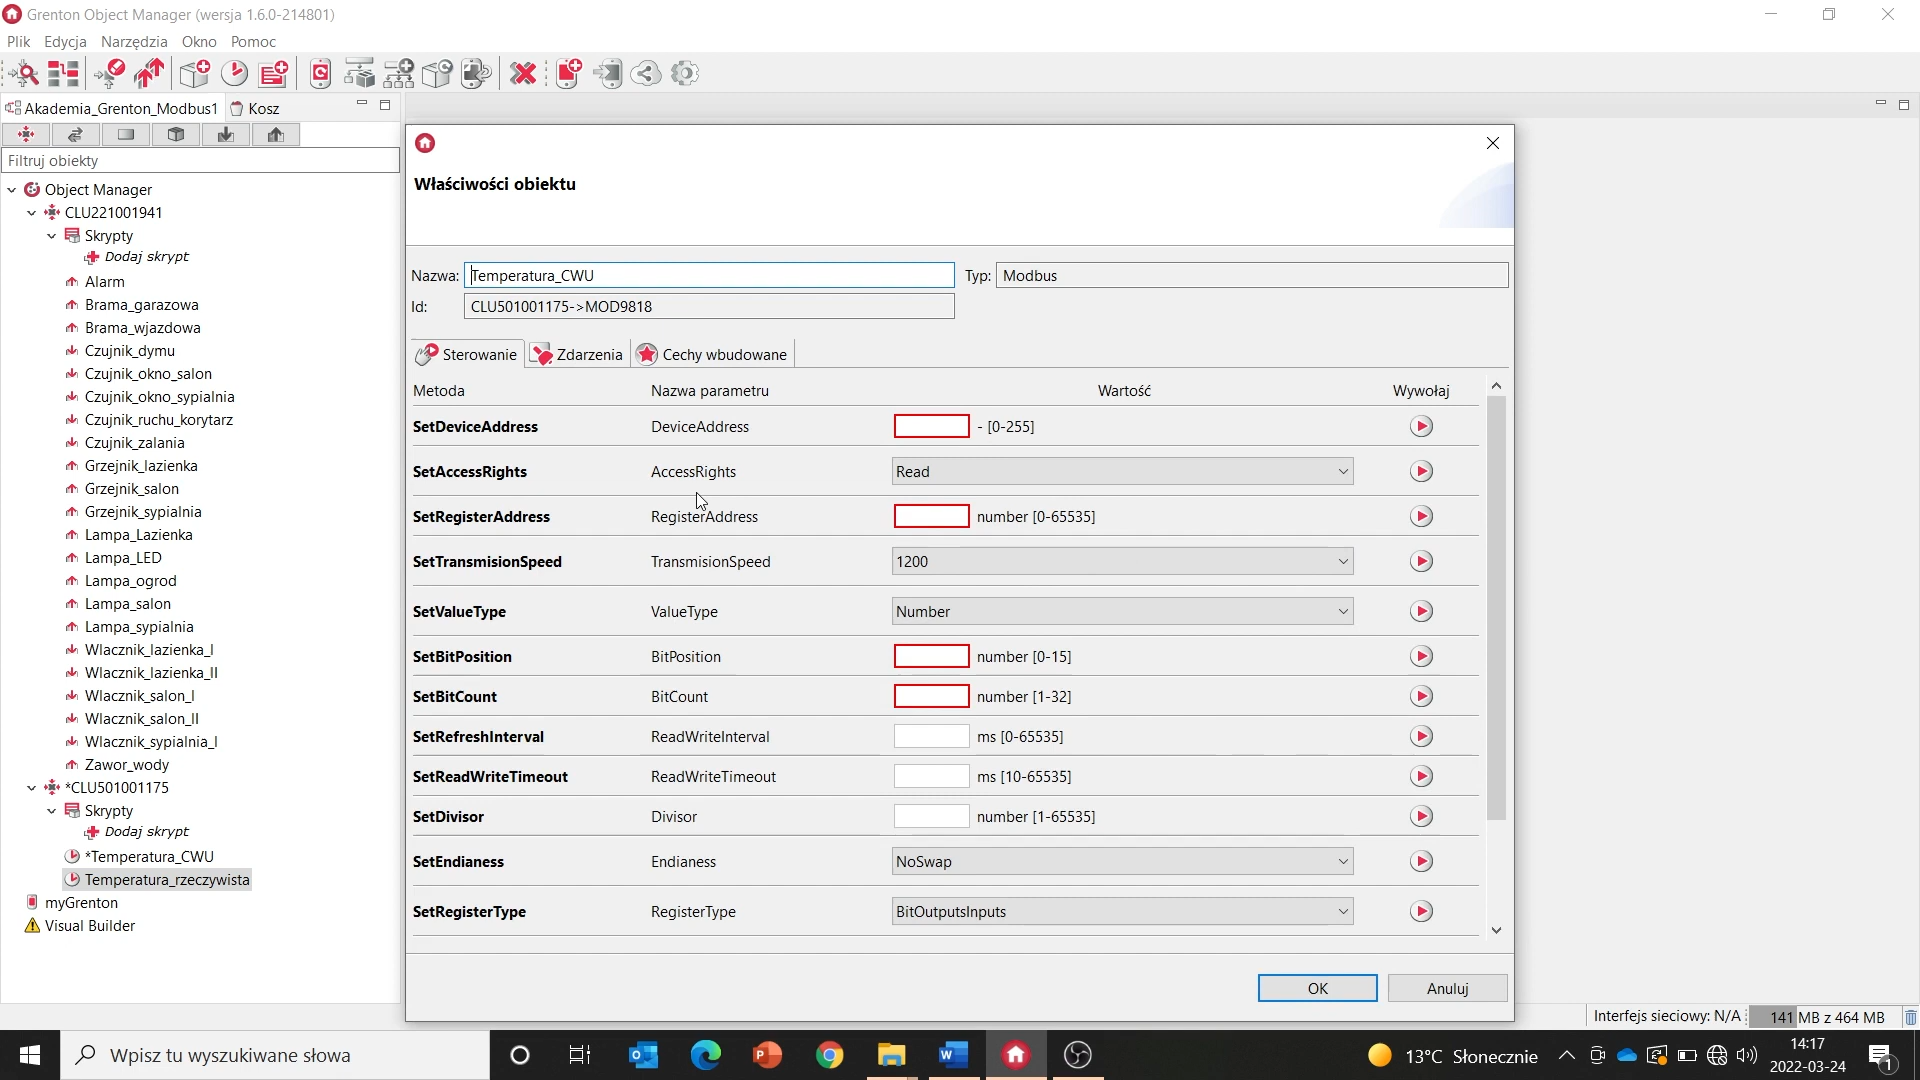 Grenton Object Manager (wersja 1.6.0-214801)
Plik Edycja Narzędzia Okno Pomoc
Akademia_Grenton_Modbus1 Kosz
Filtruj obiekty
Object Manager
CLU221001941
Skrypty
Dodaj skrypt
Alarm
Brama_garazowa
Brama_wjazdowa
Czujnik_dymu
Czujnik_okno_salon
Czujnik_okno_sypialnia
Czujnik_ruchu_korytarz
Czujnik_zalania
Grzejnik_lazienka
Grzejnik_salon
Grzejnik_sypialnia
Lampa_Lazienka
Lampa_LED
Lampa_ogrod
Lampa_salon
Lampa_sypialnia
Wlacznik_lazienka_I
Wlacznik_lazienka_II
Wlacznik_salon_I
Wlacznik_salon_II
Wlacznik_sypialnia_I
Zawor_wody
*CLU501001175
Skrypty
Dodaj skrypt
*Temperatura_CWU
Temperatura_rzeczywista
myGrenton
Visual Builder
Właściwości obiektu
Nazwa: Temperatura_CWU Typ: Modbus
Id: CLU501001175->MOD9818
Sterowanie Zdarzenia Cechy wbudowane
Metoda Nazwa parametru Wartość Wywołaj
SetDeviceAddress DeviceAddress - [0-255]
SetAccessRights AccessRights Read
SetRegisterAddress RegisterAddress number [0-65535]
SetTransmisionSpeed TransmisionSpeed 1200
SetValueType ValueType Number
SetBitPosition BitPosition number [0-15]
SetBitCount BitCount number [1-32]
SetRefreshInterval ReadWriteInterval ms [0-65535]
SetReadWriteTimeout ReadWriteTimeout ms [10-65535]
SetDivisor Divisor number [1-65535]
SetEndianess Endianess NoSwap
SetRegisterType RegisterType BitOutputsInputs
OK Anuluj
Interfejs sieciowy: N/A 141 MB z 464 MB
Wpisz tu wyszukiwane słowa
13°C Słonecznie
14:17
2022-03-24
1